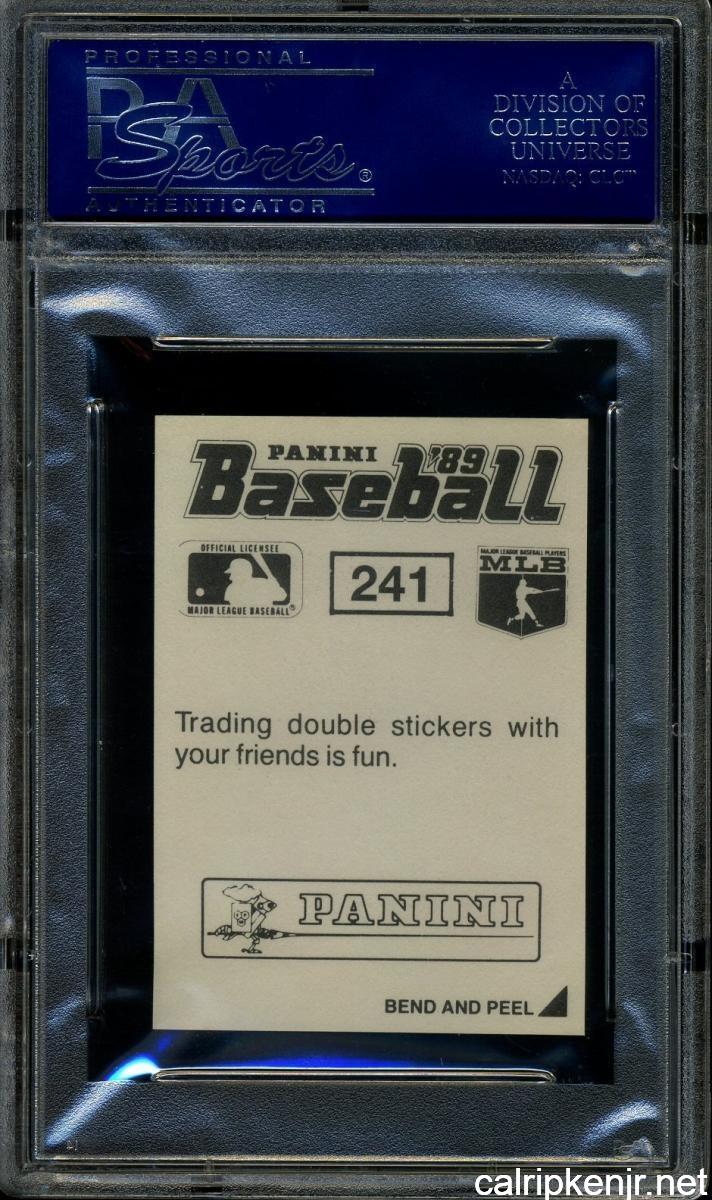 PROFESSIONAL
PSA
Sports®
AUTHENTICATOR
A
DIVISION OF
COLLECTORS
UNIVERSE
NASDAQ: CLCT™
PANINI '89
Baseball
OFFICIAL LICENSEE
MAJOR LEAGUE BASEBALL®
241
MAJOR LEAGUE BASEBALL PLAYERS
MLB
Trading double stickers with
your friends is fun.
PANINI
BEND AND PEEL
calripkenjr.net